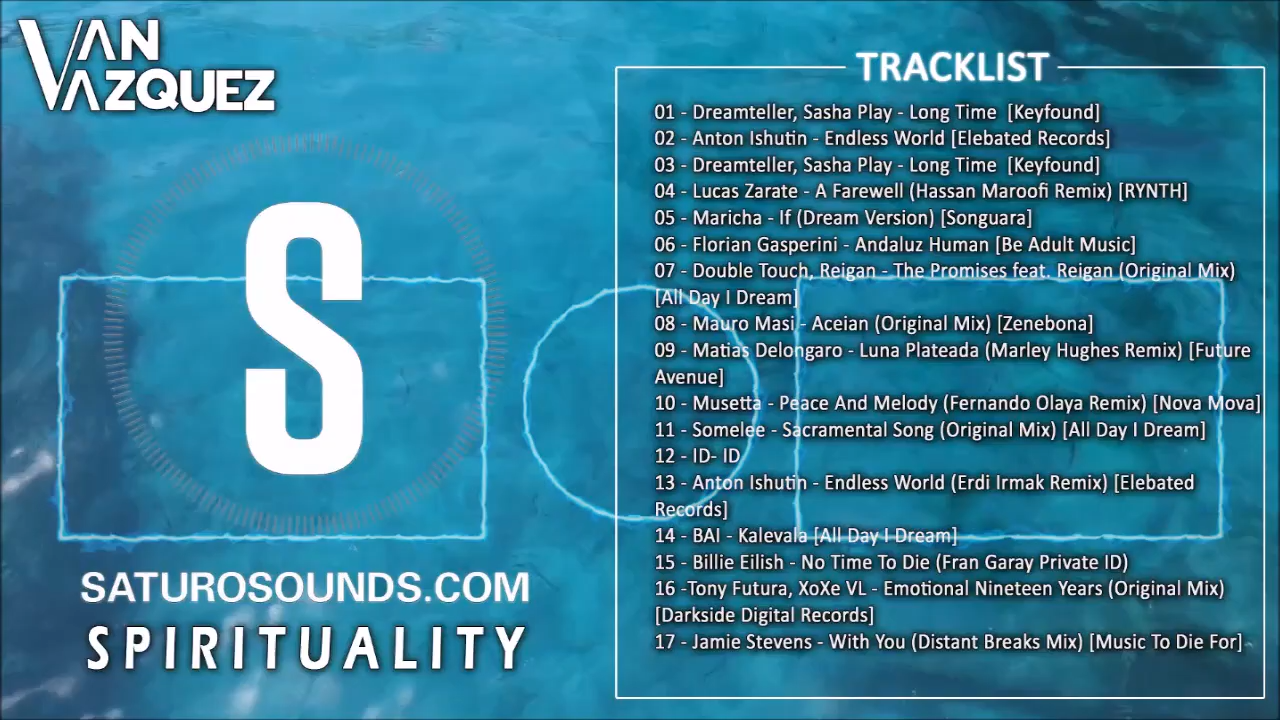 VAN
VAZQUEZ
S
SATUROSOUNDS.COM
SPIRITUALITY
TRACKLIST
01 - Dreamteller, Sasha Play - Long Time  [Keyfound]
02 - Anton Ishutin - Endless World [Elebated Records]
03 - Dreamteller, Sasha Play - Long Time  [Keyfound]
04 - Lucas Zarate - A Farewell (Hassan Maroofi Remix) [RYNTH]
05 - Maricha - If (Dream Version) [Songuara]
06 - Florian Gasperini - Andaluz Human [Be Adult Music]
07 - Double Touch, Reigan - The Promises feat. Reigan (Original Mix)
[All Day I Dream]
08 - Mauro Masi - Aceian (Original Mix) [Zenebona]
09 - Matias Delongaro - Luna Plateada (Marley Hughes Remix) [Future
Avenue]
10 - Musetta - Peace And Melody (Fernando Olaya Remix) [Nova Mova]
11 - Somelee - Sacramental Song (Original Mix) [All Day I Dream]
12 - ID- ID
13 - Anton Ishutin - Endless World (Erdi Irmak Remix) [Elebated
Records]
14 - BAI - Kalevala [All Day I Dream]
15 - Billie Eilish - No Time To Die (Fran Garay Private ID)
16 -Tony Futura, XoXe VL - Emotional Nineteen Years (Original Mix)
[Darkside Digital Records]
17 - Jamie Stevens - With You (Distant Breaks Mix) [Music To Die For]